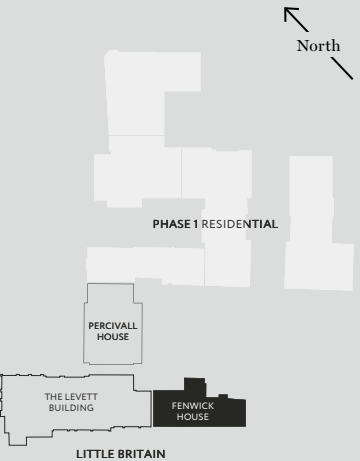 North
PHASE 1 RESIDENTIAL
PERCIVALL
HOUSE
THE LEVETT
BUILDING
FENWICK
HOUSE
LITTLE BRITAIN